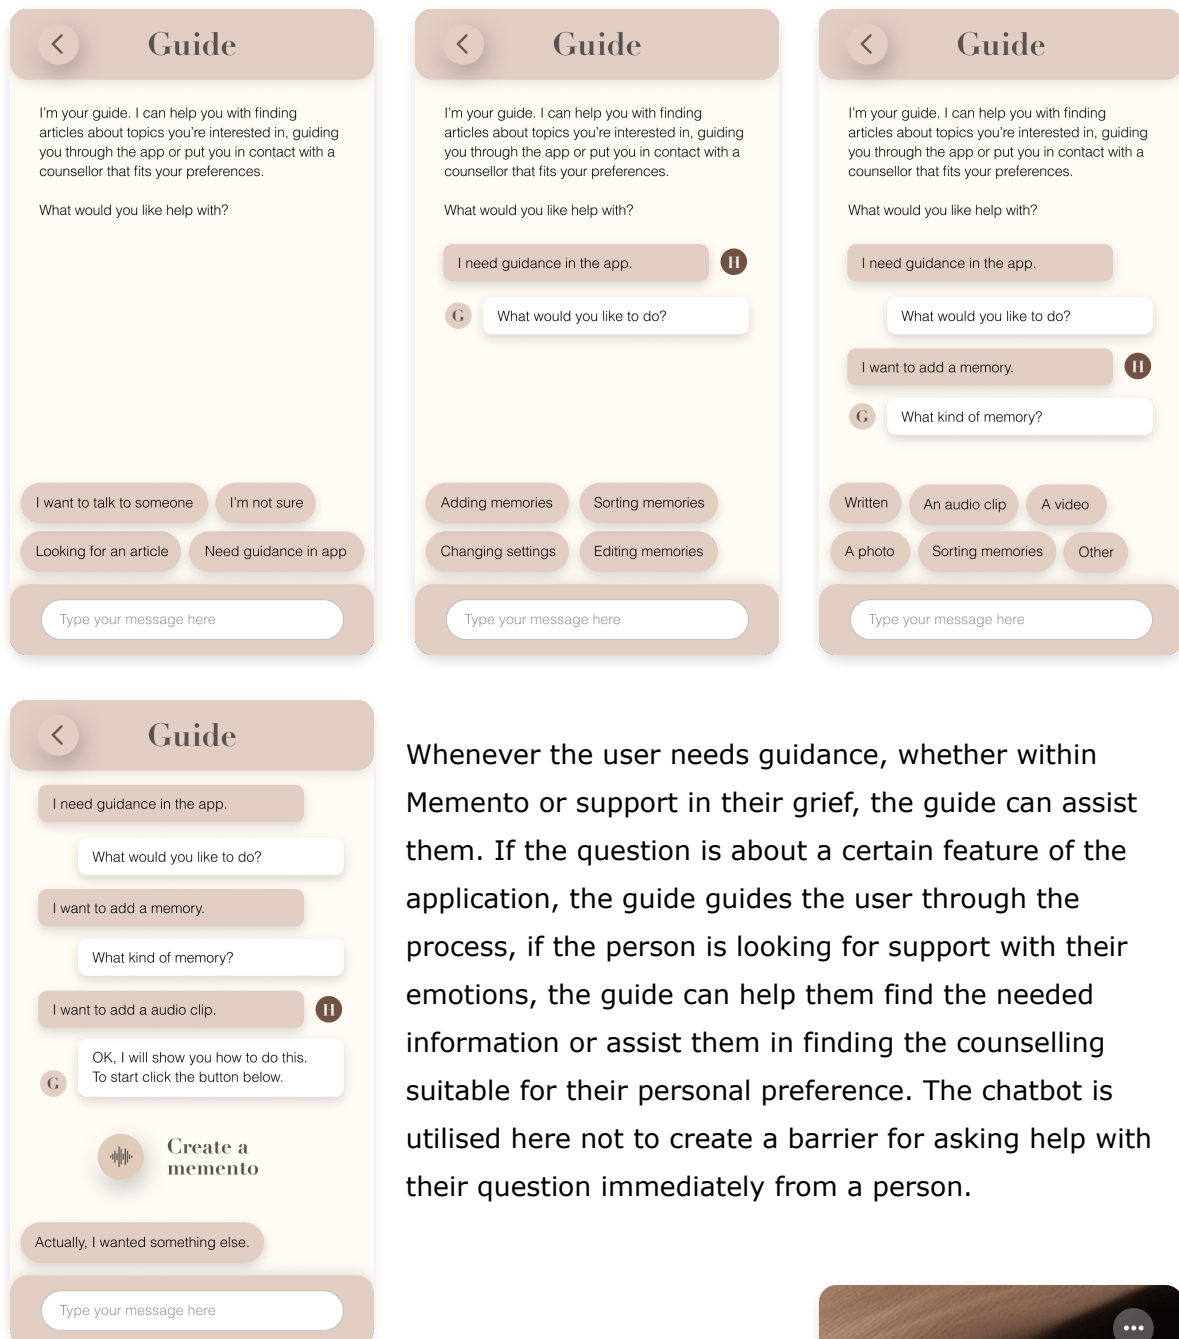 Guide
I'm your guide. I can help you with finding
articles about topics you're interested in, guiding
you through the app or put you in contact with a
counsellor that fits your preferences.
What would you like help with?
I want to talk to someone
I'm not sure
Looking for an article
Need guidance in app
Type your message here
Guide
I'm your guide. I can help you with finding
articles about topics you're interested in, guiding
you through the app or put you in contact with a
counsellor that fits your preferences.
What would you like help with?
I need guidance in the app.
H
G
What would you like to do?
Adding memories
Sorting memories
Changing settings
Editing memories
Type your message here
Guide
I'm your guide. I can help you with finding
articles about topics you're interested in, guiding
you through the app or put you in contact with a
counsellor that fits your preferences.
What would you like help with?
I need guidance in the app.
What would you like to do?
I want to add a memory.
H
G
What kind of memory?
Written
An audio clip
A video
A photo
Sorting memories
Other
Type your message here
Guide
I need guidance in the app.
What would you like to do?
I want to add a memory.
What kind of memory?
I want to add a audio clip.
H
G
OK, I will show you how to do this.
To start click the button below.
Create a
memento
Actually, I wanted something else.
Type your message here
Whenever the user needs guidance, whether within
Memento or support in their grief, the guide can assist
them. If the question is about a certain feature of the
application, the guide guides the user through the
process, if the person is looking for support with their
emotions, the guide can help them find the needed
information or assist them in finding the counselling
suitable for their personal preference. The chatbot is
utilised here not to create a barrier for asking help with
their question immediately from a person.